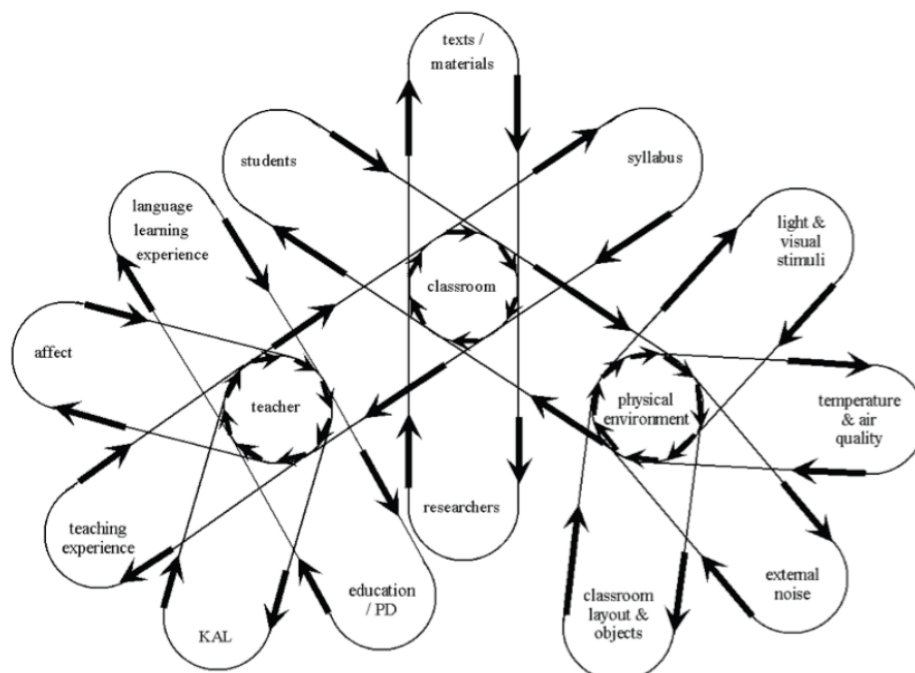 texts /
materials
students
syllabus
language
learning
experience
light &
visual
stimuli
classroom
affect
teacher
physical
environment
temperature
& air
quality
teaching
experience
researchers
education
/ PD
KAL
classroom
layout &
objects
external
noise